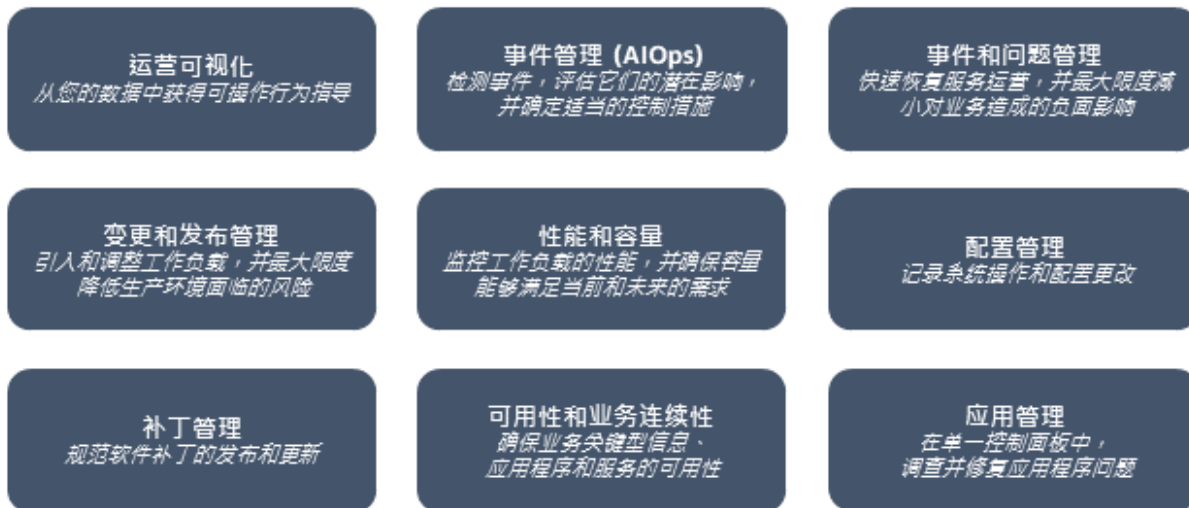 运营可视化
从您的数据中获得可操作行为指导
事件管理 (AIOps)
检测事件，评估它们的潜在影响，
并确定适当的控制措施
事件和问题管理
快速恢复服务运营，并最大限度减
小对业务造成的负面影响
变更和发布管理
引入和调整工作负载，并最大限度
降低生产环境面临的风险
性能和容量
监控工作负载的性能，并确保容量
能够满足当前和未来的需求
配置管理
记录系统操作和配置更改
补丁管理
规范软件补丁的发布和更新
可用性和业务连续性
确保业务关键型信息、
应用程序和服务的可用性
应用管理
在单一控制面板中，
调查并修复应用程序问题